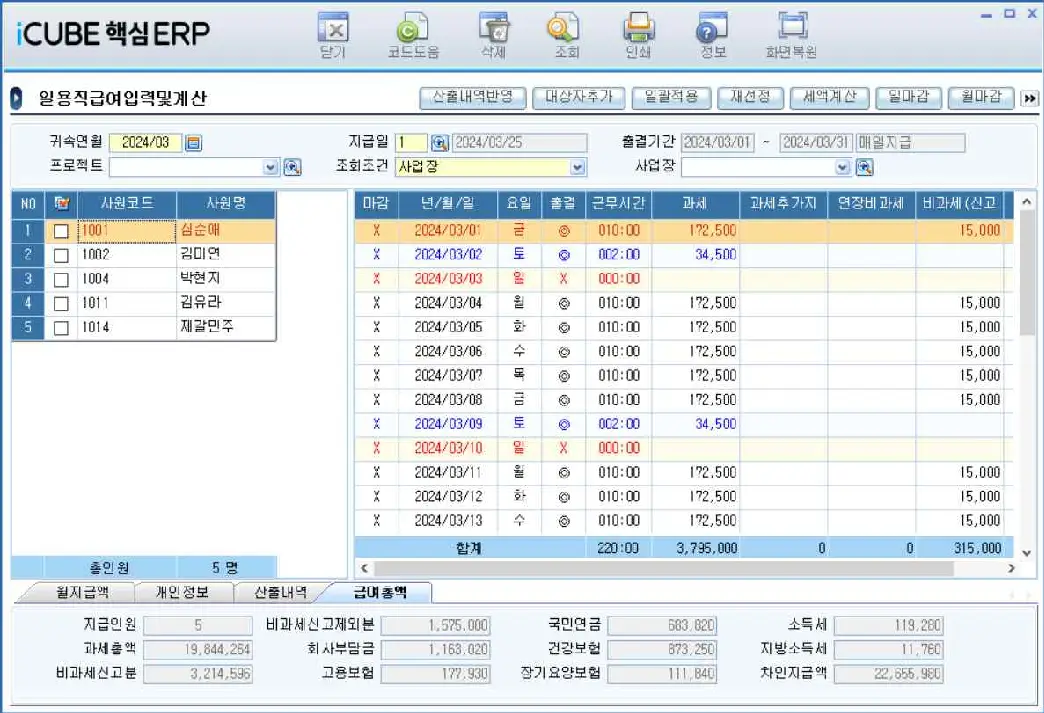 iCUBE 핵심ERP
닫기 코드도움 삭제 조회 인쇄 정보 화면복원
일용직급여입력및계산 산출내역반영 대상자추가 일괄적용 재선정 세액계산 일마감 월마감
귀속연월 2024/03 지급일 1 2024/03/25 출결기간 2024/03/01 ~ 2024/03/31 매일지급
프로젝트 조회조건 사업장 사업장
NO 사원코드 사원명
1 1001 심순애
2 1002 김미연
3 1004 박현지
4 1011 김유라
5 1014 제갈민주
총인원 5 명
마감 년/월/일 요일 출결 근무시간 과세 과세추가지 연장비과세 비과세(신고
X 2024/03/01 금 ◎ 010:00 172,500 15,000
X 2024/03/02 토 ◎ 002:00 34,500
X 2024/03/03 일 X 000:00
X 2024/03/04 월 ◎ 010:00 172,500 15,000
X 2024/03/05 화 ◎ 010:00 172,500 15,000
X 2024/03/06 수 ◎ 010:00 172,500 15,000
X 2024/03/07 목 ◎ 010:00 172,500 15,000
X 2024/03/08 금 ◎ 010:00 172,500 15,000
X 2024/03/09 토 ◎ 002:00 34,500
X 2024/03/10 일 X 000:00
X 2024/03/11 월 ◎ 010:00 172,500 15,000
X 2024/03/12 화 ◎ 010:00 172,500 15,000
X 2024/03/13 수 ◎ 010:00 172,500 15,000
합계 220:00 3,795,000 0 0 315,000
월지급액 개인정보 산출내역 급여총액
지급인원 5 비과세신고제외분 1,575,000 국민연금 683,820 소득세 119,280
과세총액 19,844,264 회사부담금 1,163,020 건강보험 873,250 지방소득세 11,760
비과세신고분 3,214,596 고용보험 177,930 장기요양보험 111,840 차인지급액 22,655,980